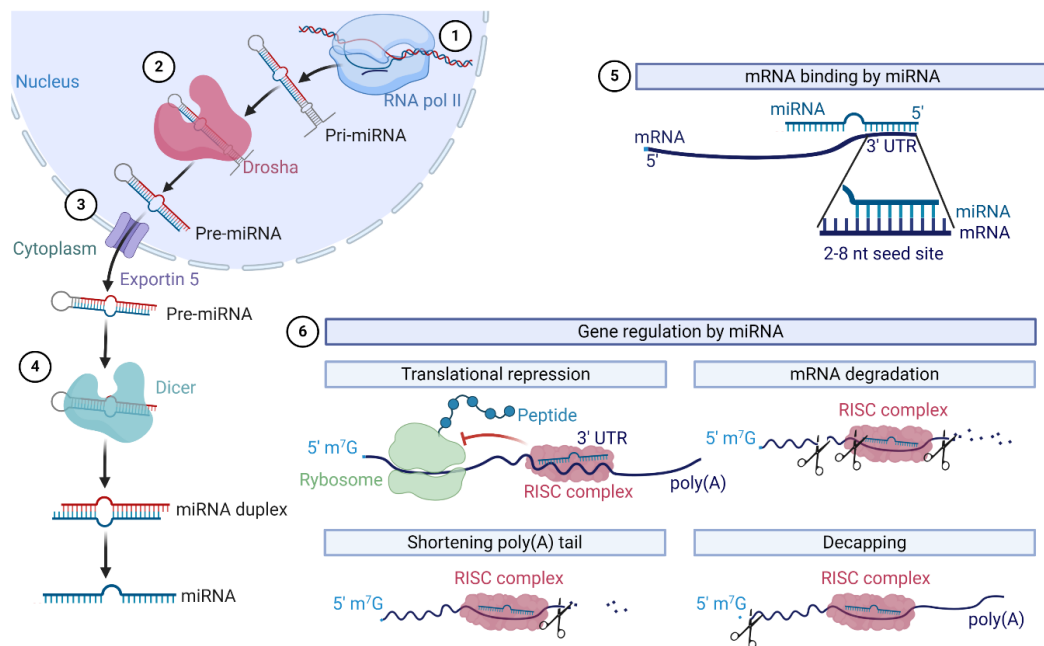 1
2
Nucleus
RNA pol II
Pri-miRNA
Drosha
3
Pre-miRNA
Cytoplasm
Exportin 5
Pre-miRNA
4
Dicer
miRNA duplex
miRNA
5
mRNA binding by miRNA
miRNA
5'
mRNA
5'
3' UTR
miRNA
mRNA
2-8 nt seed site
6
Gene regulation by miRNA
Translational repression
Peptide
5' m⁷G
3' UTR
Rybosome
RISC complex
poly(A)
mRNA degradation
RISC complex
5' m⁷G
Shortening poly(A) tail
RISC complex
5' m⁷G
Decapping
RISC complex
5' m⁷G
poly(A)